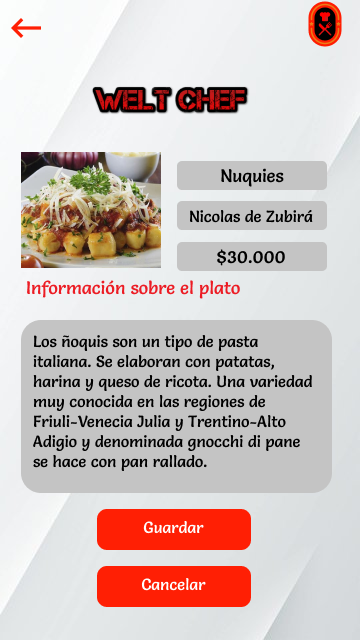 WELT CHEF
Nuquies
Nicolas de Zubirá
$30.000
Información sobre el plato
Los ñoquis son un tipo de pasta
italiana. Se elaboran con patatas,
harina y queso de ricota. Una variedad
muy conocida en las regiones de
Friuli-Venecia Julia y Trentino-Alto
Adigio y denominada gnocchi di pane
se hace con pan rallado.
Guardar
Cancelar